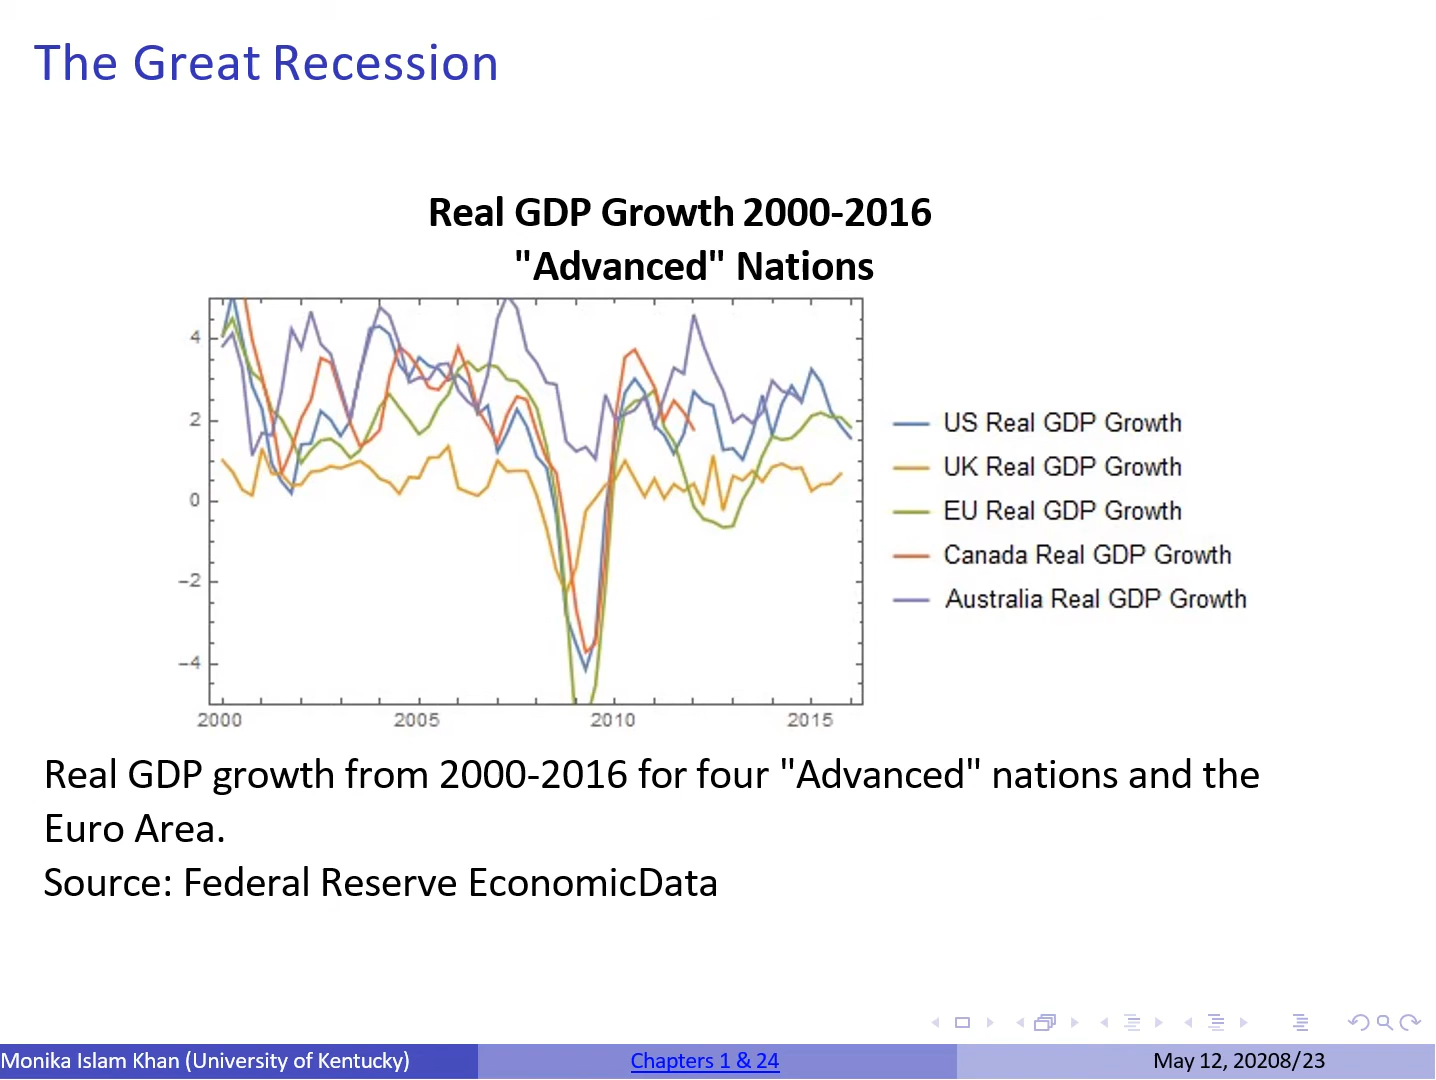 The Great Recession
Real GDP Growth 2000-2016
"Advanced" Nations
4
2
0
−2
−4
2000 2005 2010 2015
US Real GDP Growth
UK Real GDP Growth
EU Real GDP Growth
Canada Real GDP Growth
Australia Real GDP Growth
Real GDP growth from 2000-2016 for four "Advanced" nations and the
Euro Area.
Source: Federal Reserve EconomicData
Monika Islam Khan (University of Kentucky) Chapters 1 & 24 May 12, 20208/23